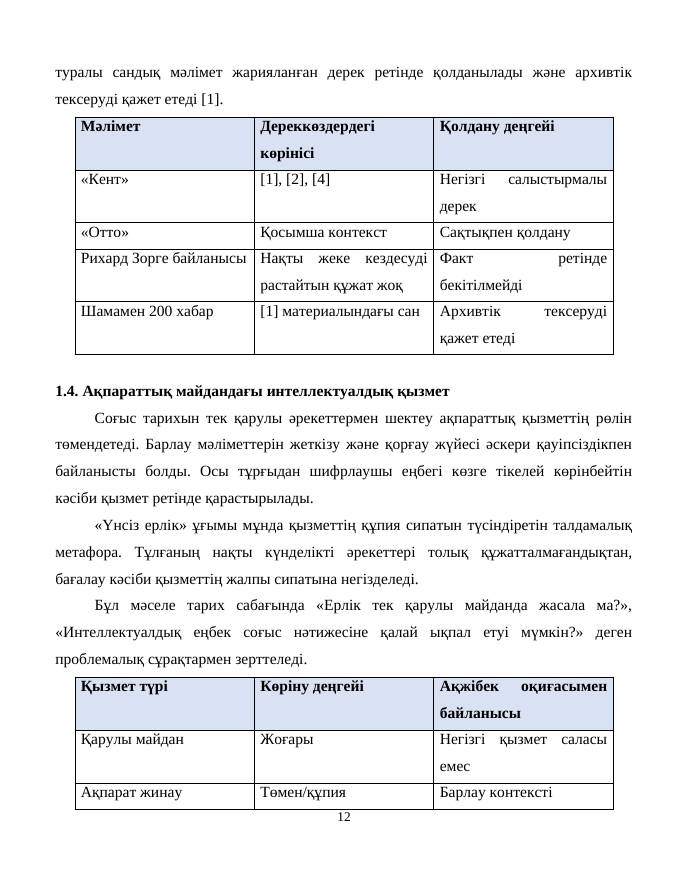 туралы сандық мәлімет жарияланған дерек ретінде қолданылады және архивтік
тексеруді қажет етеді [1].
Мәлімет
Дереккөздердегі
көрінісі
Қолдану деңгейі
«Кент»
[1], [2], [4]
Негізгі салыстырмалы
дерек
«Отто»
Қосымша контекст
Сақтықпен қолдану
Рихард Зорге байланысы
Нақты жеке кездесуді
растайтын құжат жоқ
Факт ретінде
бекітілмейді
Шамамен 200 хабар
[1] материалындағы сан
Архивтік тексеруді
қажет етеді
1.4. Ақпараттық майдандағы интеллектуалдық қызмет
Соғыс тарихын тек қарулы әрекеттермен шектеу ақпараттық қызметтің рөлін
төмендетеді. Барлау мәліметтерін жеткізу және қорғау жүйесі әскери қауіпсіздікпен
байланысты болды. Осы тұрғыдан шифрлаушы еңбегі көзге тікелей көрінбейтін
кәсіби қызмет ретінде қарастырылады.
«Үнсіз ерлік» ұғымы мұнда қызметтің құпия сипатын түсіндіретін талдамалық
метафора. Тұлғаның нақты күнделікті әрекеттері толық құжатталмағандықтан,
бағалау кәсіби қызметтің жалпы сипатына негізделеді.
Бұл мәселе тарих сабағында «Ерлік тек қарулы майданда жасала ма?»,
«Интеллектуалдық еңбек соғыс нәтижесіне қалай ықпал етуі мүмкін?» деген
проблемалық сұрақтармен зерттеледі.
Қызмет түрі
Көріну деңгейі
Ақжібек оқиғасымен
байланысы
Қарулы майдан
Жоғары
Негізгі қызмет саласы
емес
Ақпарат жинау
Төмен/құпия
Барлау контексті
12